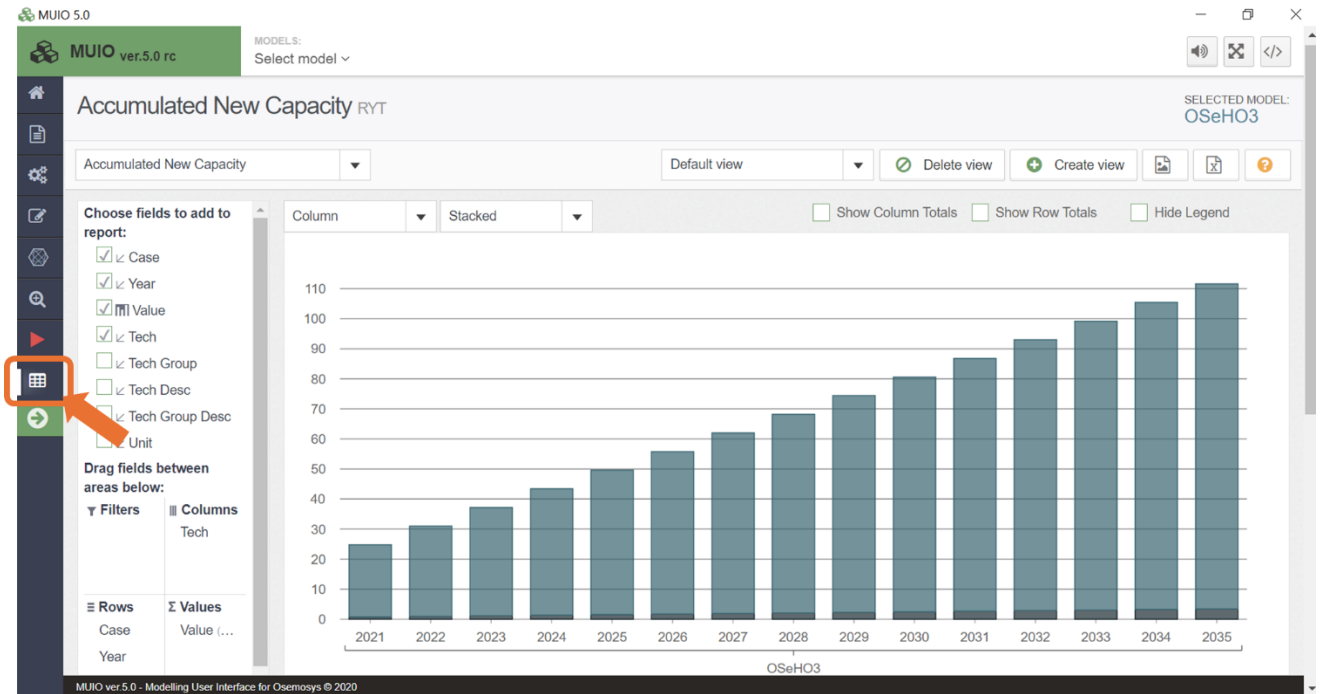 MUIO 5.0
MUIO ver.5.0 rc
MODELS:
Select model
Accumulated New Capacity RYT
SELECTED MODEL:
OSeHO3
Accumulated New Capacity
Default view
Delete view
Create view
Choose fields to add to
report:
Case
Year
Value
Tech
Tech Group
Tech Desc
Tech Group Desc
Unit
Drag fields between
areas below:
Filters
Columns
Tech
Rows
Values
Case
Value (...
Year
Column
Stacked
Show Column Totals
Show Row Totals
Hide Legend
110
100
90
80
70
60
50
40
30
20
10
0
2021 2022 2023 2024 2025 2026 2027 2028 2029 2030 2031 2032 2033 2034 2035
OSeHO3
MUIO ver.5.0 - Modelling User Interface for Osemosys © 2020